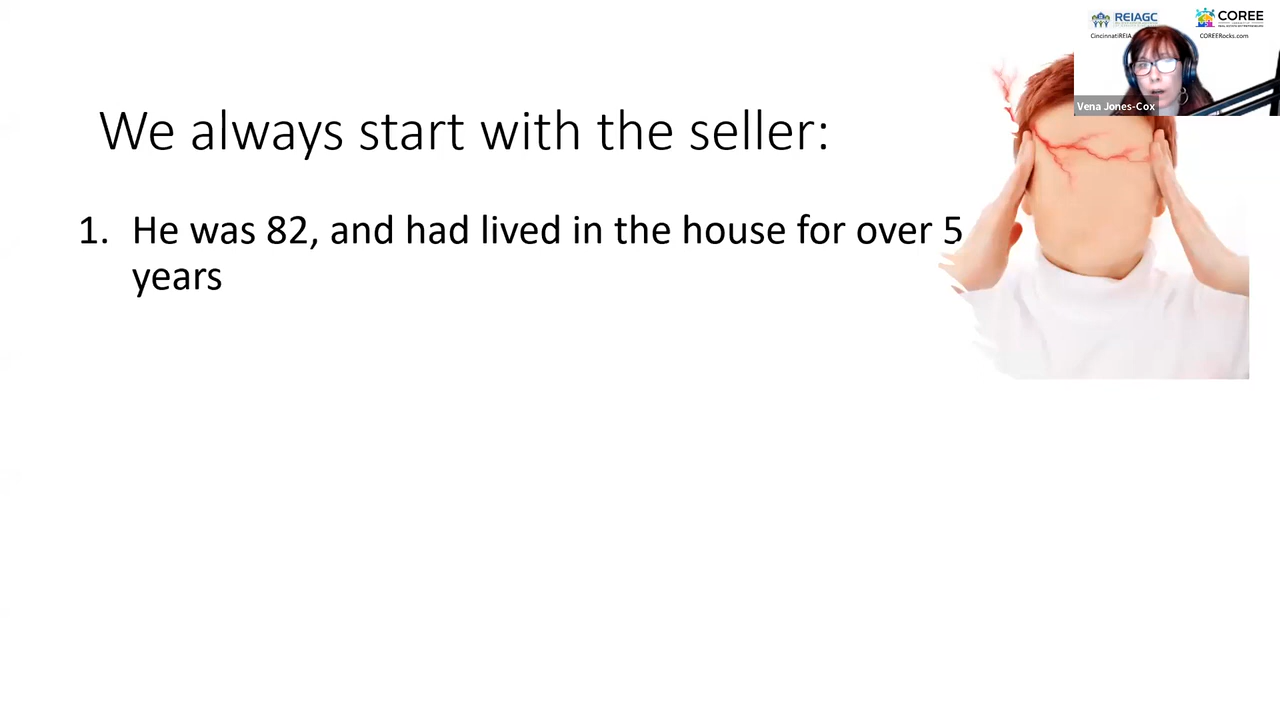 REIAGC
COREE
CincinnatiREIA.
COREERocks.com
Vena Jones-Cox
We always start with the seller:
1. He was 82, and had lived in the house for over 5
years